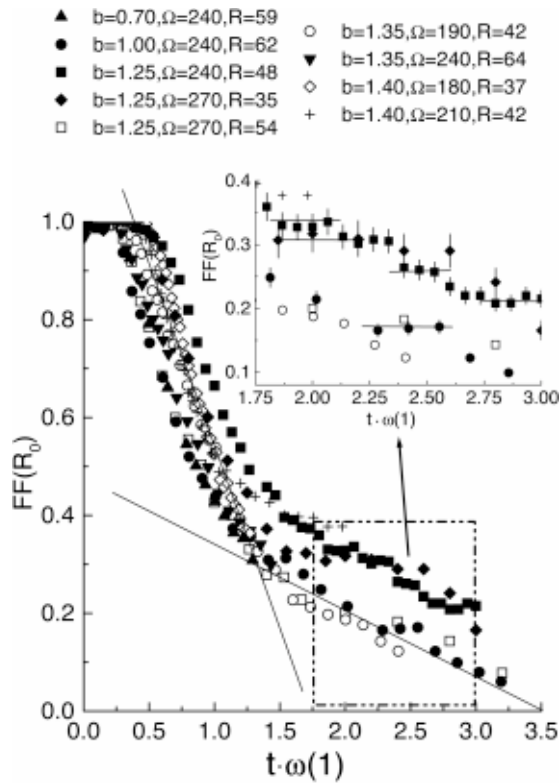 b=0.70,Ω=240,R=59
b=1.00,Ω=240,R=62
b=1.25,Ω=240,R=48
b=1.25,Ω=270,R=35
b=1.25,Ω=270,R=54
b=1.35,Ω=190,R=42
b=1.35,Ω=240,R=64
b=1.40,Ω=180,R=37
b=1.40,Ω=210,R=42
0.4
0.3
0.2
0.1
FF(R₀)
1.75 2.00 2.25 2.50 2.75 3.00
t·ω(1)
1.0
0.8
0.6
0.4
0.2
0.0
FF(R₀)
0.0 0.5 1.0 1.5 2.0 2.5 3.0 3.5
t·ω(1)